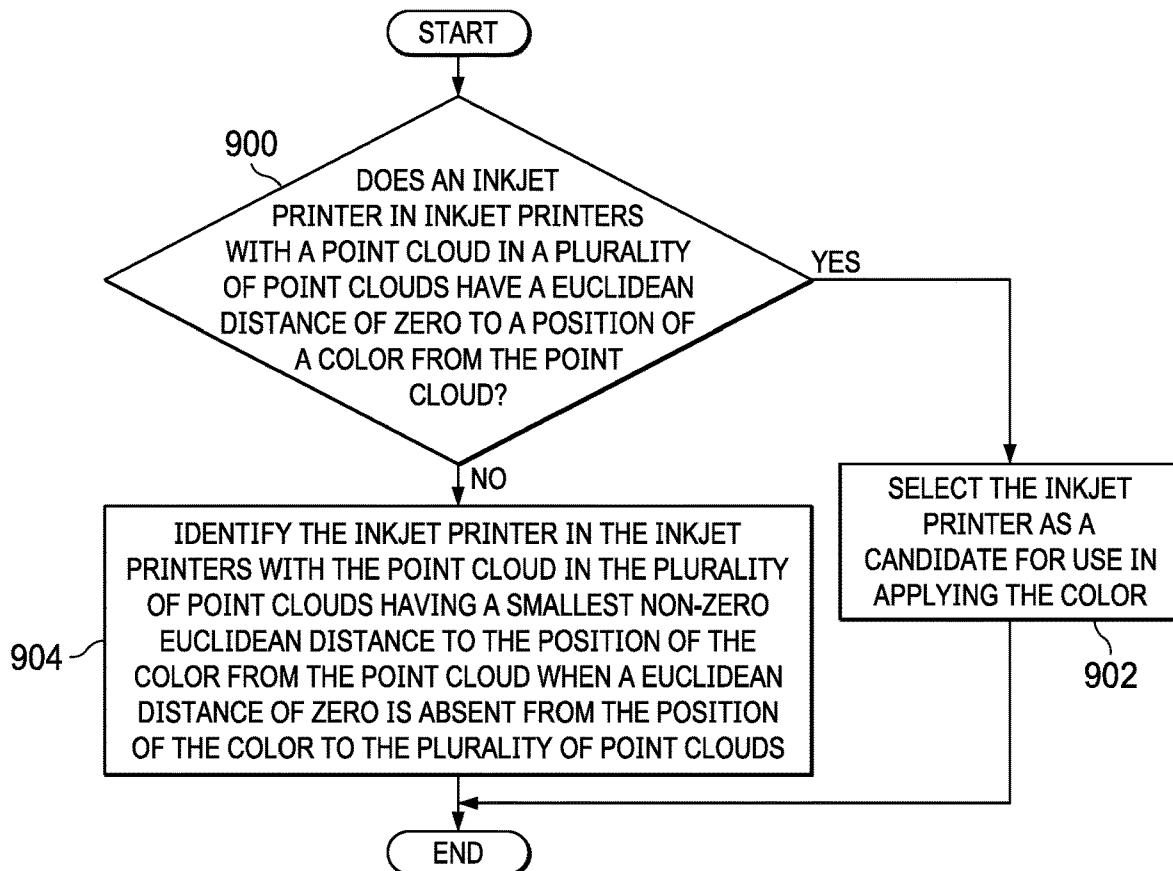 START
900
DOES AN INKJET
PRINTER IN INKJET PRINTERS
WITH A POINT CLOUD IN A PLURALITY
OF POINT CLOUDS HAVE A EUCLIDEAN
DISTANCE OF ZERO TO A POSITION OF
A COLOR FROM THE POINT
CLOUD?
YES
NO
SELECT THE INKJET
PRINTER AS A
CANDIDATE FOR USE IN
APPLYING THE COLOR
902
IDENTIFY THE INKJET PRINTER IN THE INKJET
PRINTERS WITH THE POINT CLOUD IN THE PLURALITY
OF POINT CLOUDS HAVING A SMALLEST NON-ZERO
EUCLIDEAN DISTANCE TO THE POSITION OF THE
COLOR FROM THE POINT CLOUD WHEN A EUCLIDEAN
DISTANCE OF ZERO IS ABSENT FROM THE POSITION
OF THE COLOR TO THE PLURALITY OF POINT CLOUDS
904
END